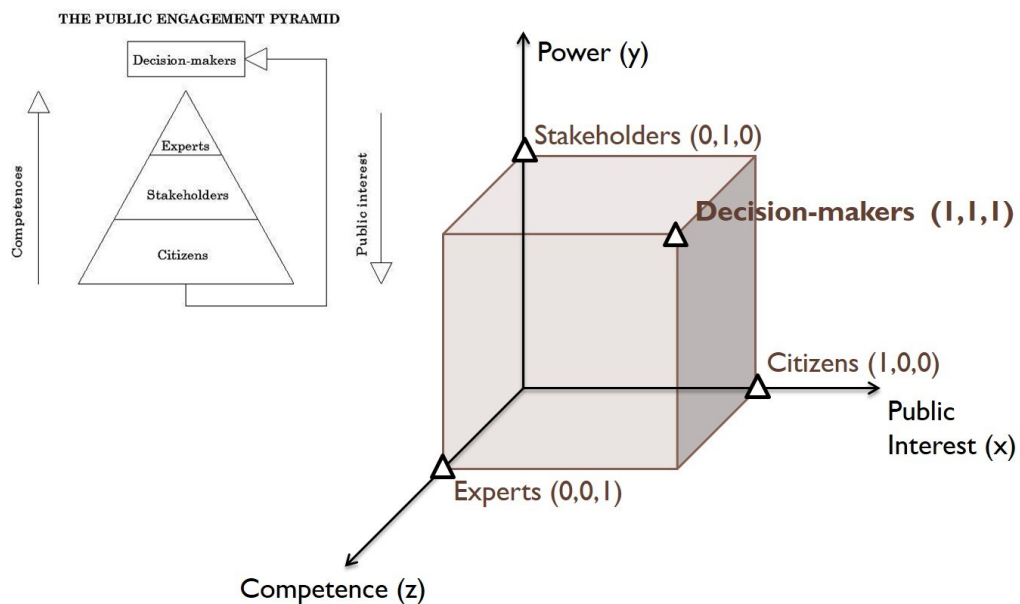 THE PUBLIC ENGAGEMENT PYRAMID
Decision-makers
Experts
Stakeholders
Citizens
Competences
Public interest
Power (y)
Stakeholders (0,1,0)
Decision-makers (1,1,1)
Citizens (1,0,0)
Public
Interest (x)
Experts (0,0,1)
Competence (z)